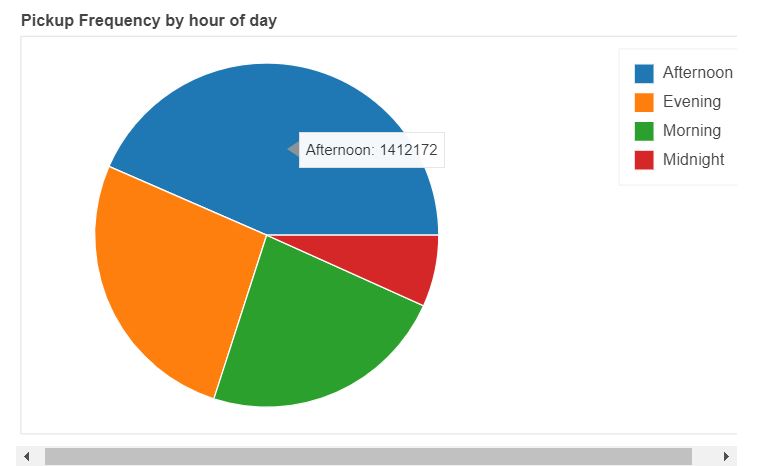 Pickup Frequency by hour of day
Afternoon
Evening
Morning
Midnight
Afternoon: 1412172